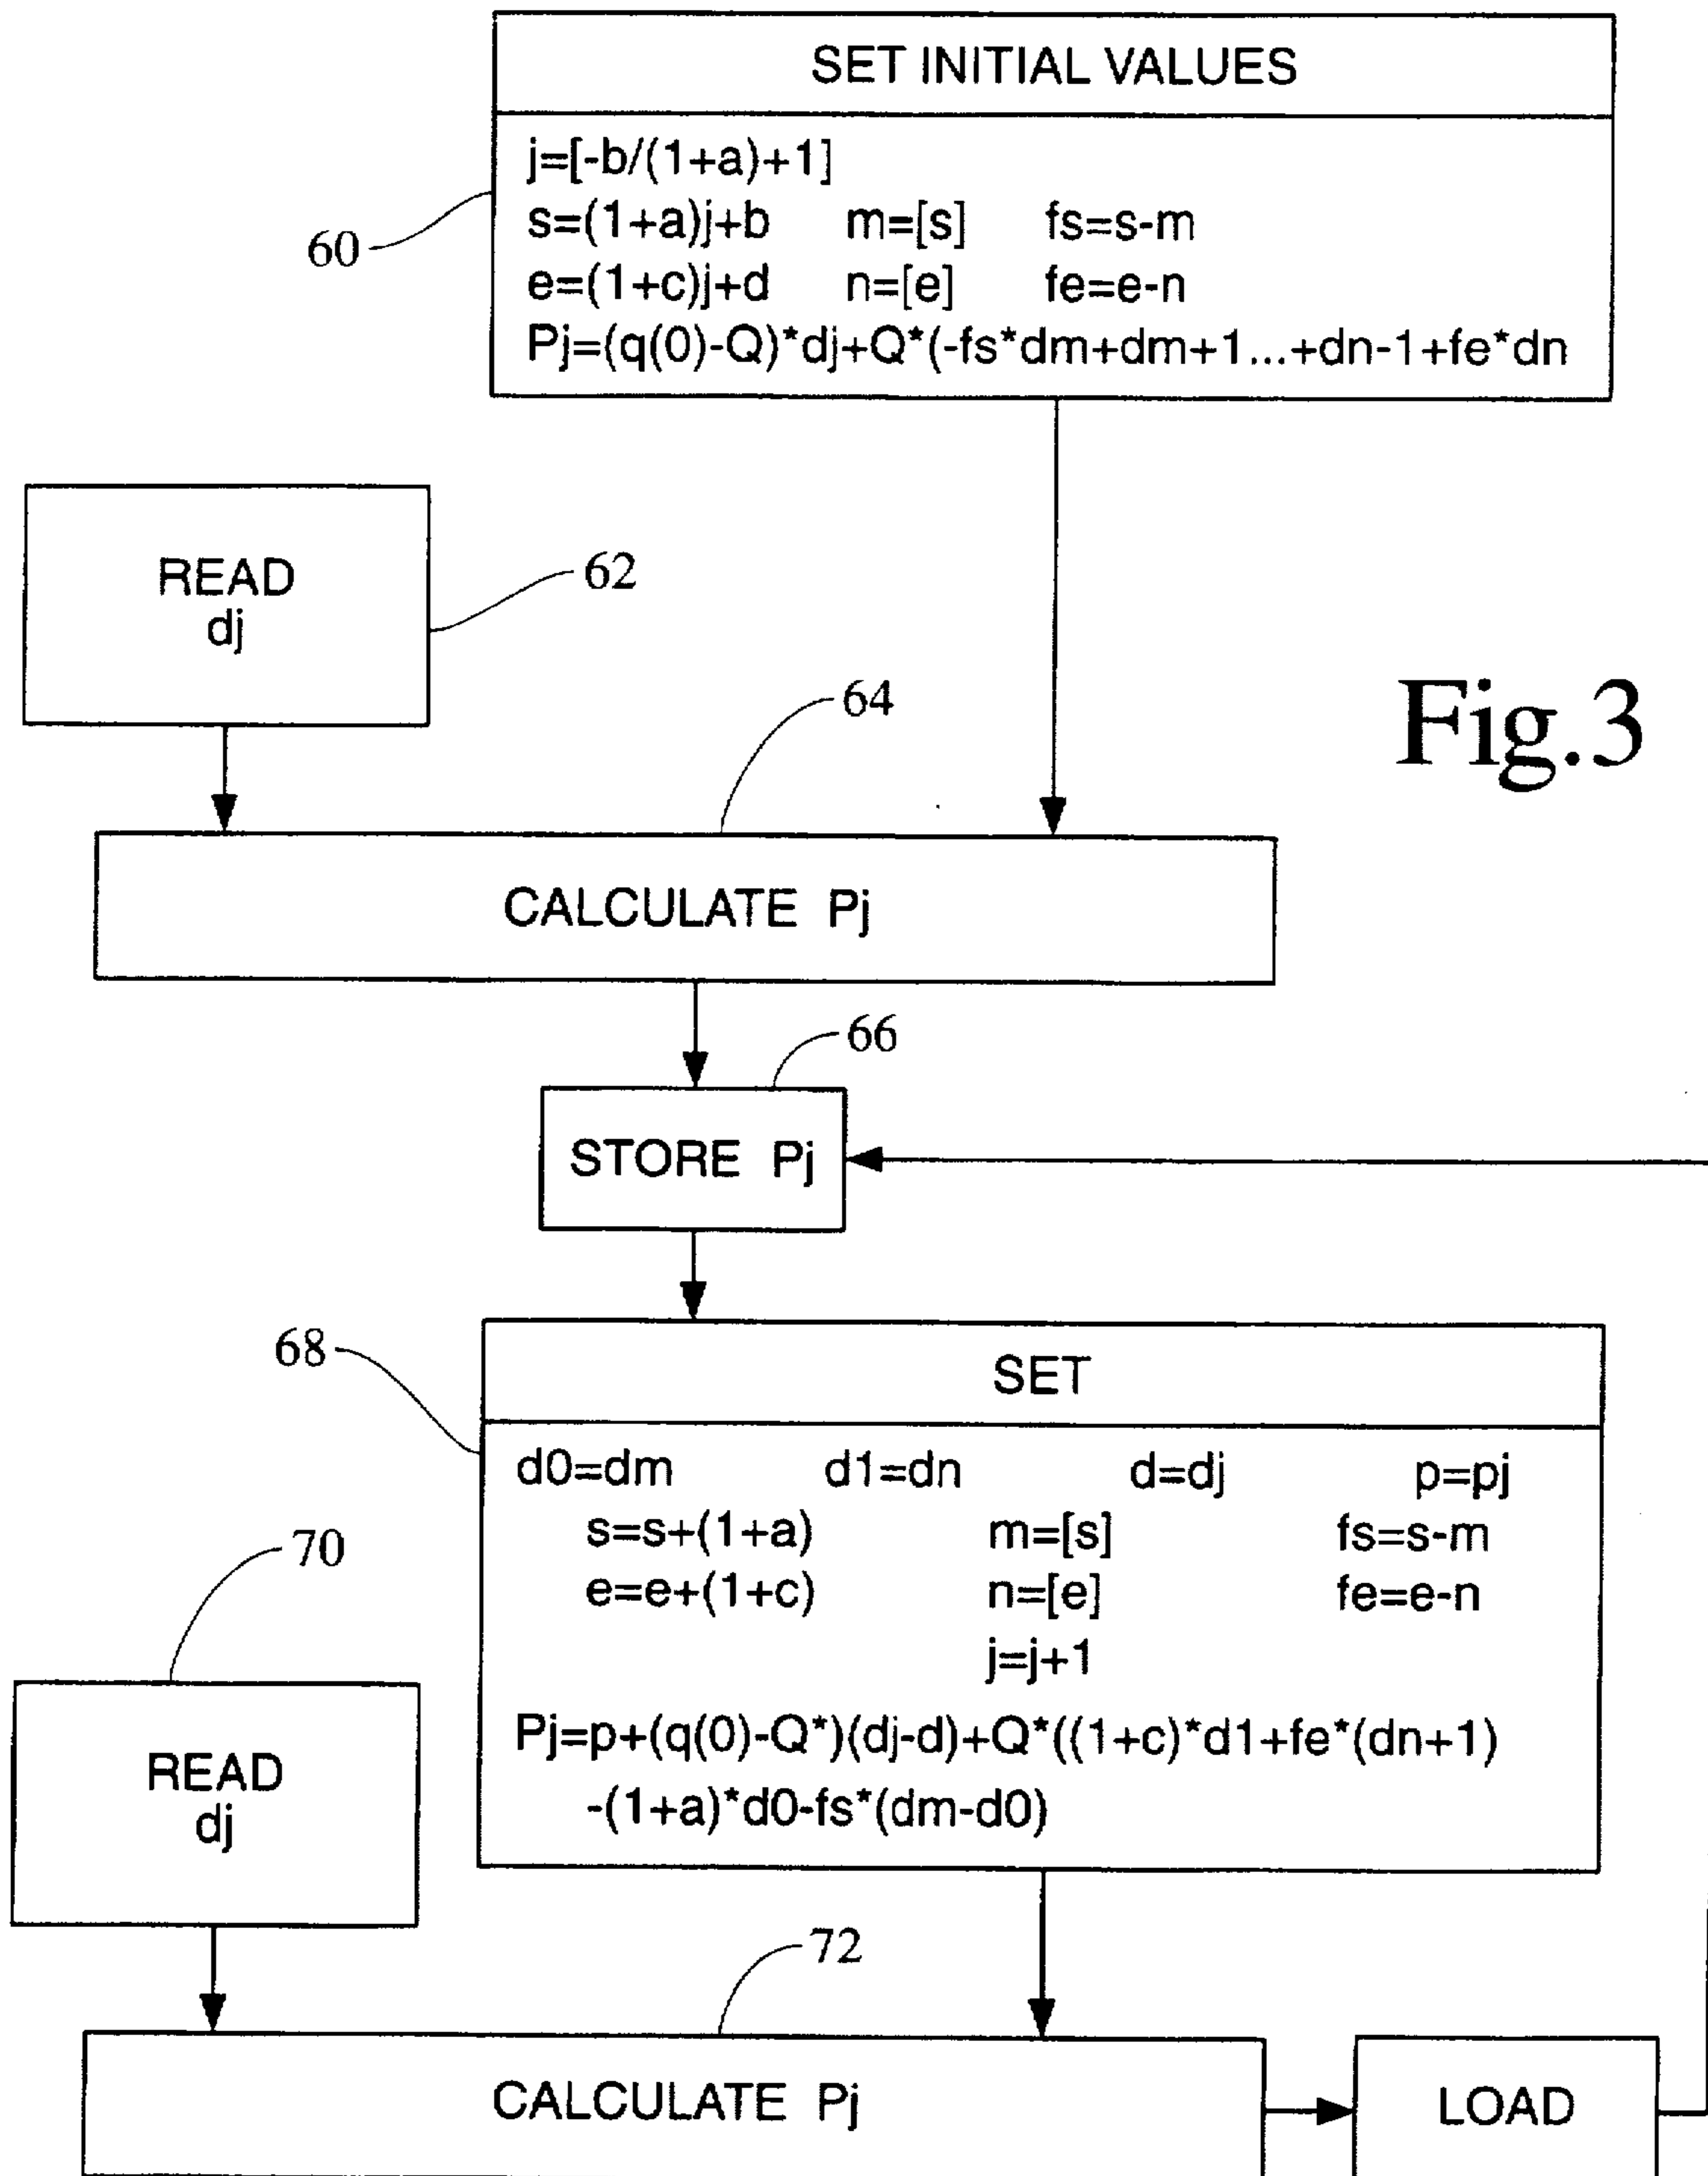 SET INITIAL VALUES
j=[-b/(1+a)+1]
s=(1+a)j+b m=[s] fs=s-m
60
e=(1+c)j+d n=[e] fe=e-n
Pj=(q(0)-Q)*dj+Q*(-fs*dm+dm+1...+dn-1+fe*dn
READ
dj
62
64
Fig.3
CALCULATE Pj
66
STORE Pj
68
SET
d0=dm d1=dn d=dj p=pj
s=s+(1+a) m=[s] fs=s-m
70
e=e+(1+c) n=[e] fe=e-n
j=j+1
Pj=p+(q(0)-Q*)(dj-d)+Q*((1+c)*d1+fe*(dn+1)
-(1+a)*d0-fs*(dm-d0)
READ
dj
72
CALCULATE Pj
LOAD